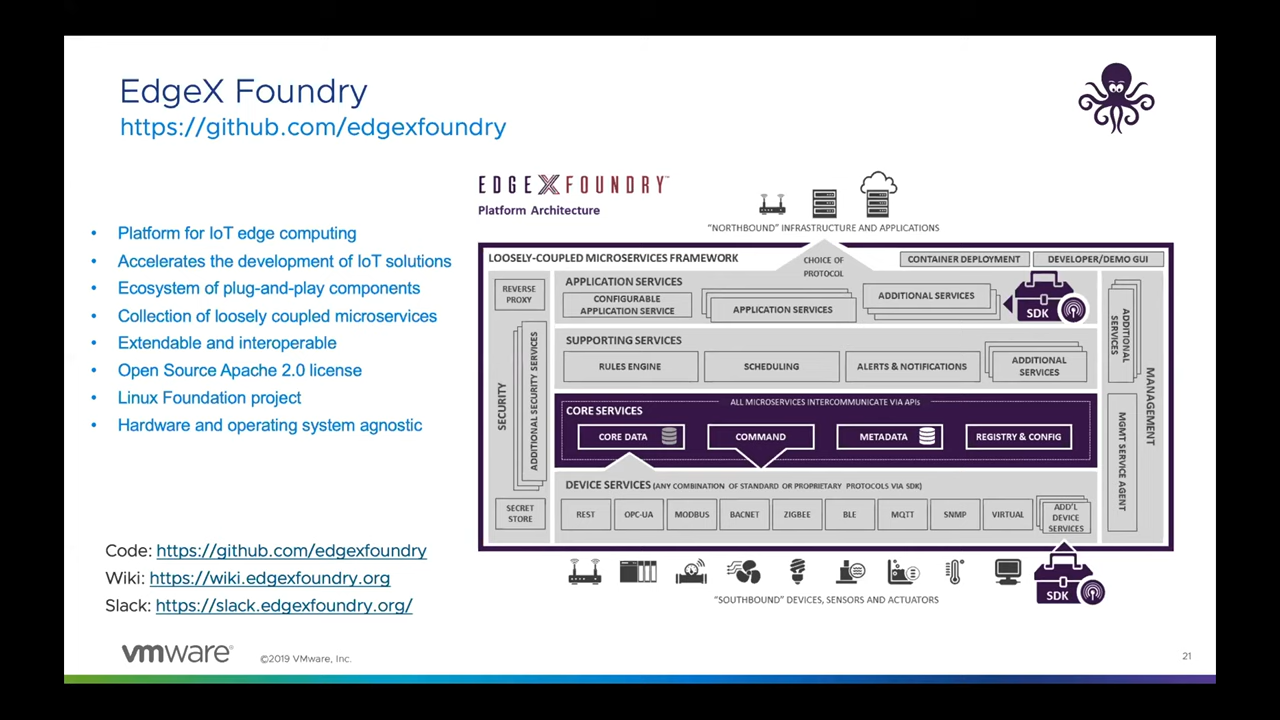 EdgeX Foundry
https://github.com/edgexfoundry
• Platform for IoT edge computing
• Accelerates the development of IoT solutions
• Ecosystem of plug-and-play components
• Collection of loosely coupled microservices
• Extendable and interoperable
• Open Source Apache 2.0 license
• Linux Foundation project
• Hardware and operating system agnostic
Code: https://github.com/edgexfoundry
Wiki: https://wiki.edgexfoundry.org
Slack: https://slack.edgexfoundry.org/
EDGE X FOUNDRY™
Platform Architecture
"NORTHBOUND" INFRASTRUCTURE AND APPLICATIONS
LOOSELY-COUPLED MICROSERVICES FRAMEWORK
CHOICE OF
PROTOCOL
CONTAINER DEPLOYMENT
DEVELOPER/DEMO GUI
REVERSE
PROXY
SECURITY
ADDITIONAL SECURITY SERVICES
SECRET
STORE
APPLICATION SERVICES
CONFIGURABLE
APPLICATION SERVICE
APPLICATION SERVICES
ADDITIONAL SERVICES
SDK
SUPPORTING SERVICES
RULES ENGINE
SCHEDULING
ALERTS & NOTIFICATIONS
ADDITIONAL
SERVICES
ALL MICROSERVICES INTERCOMMUNICATE VIA APIs
CORE SERVICES
CORE DATA
COMMAND
METADATA
REGISTRY & CONFIG
DEVICE SERVICES (ANY COMBINATION OF STANDARD OR PROPRIETARY PROTOCOLS VIA SDK)
REST
OPC-UA
MODBUS
BACNET
ZIGBEE
BLE
MQTT
SNMP
VIRTUAL
ADD'L
DEVICE
SERVICES
ADDITIONAL
SERVICES
MANAGEMENT
MGMT SERVICE AGENT
SDK
"SOUTHBOUND" DEVICES, SENSORS AND ACTUATORS
vmware®
©2019 VMware, Inc.
21